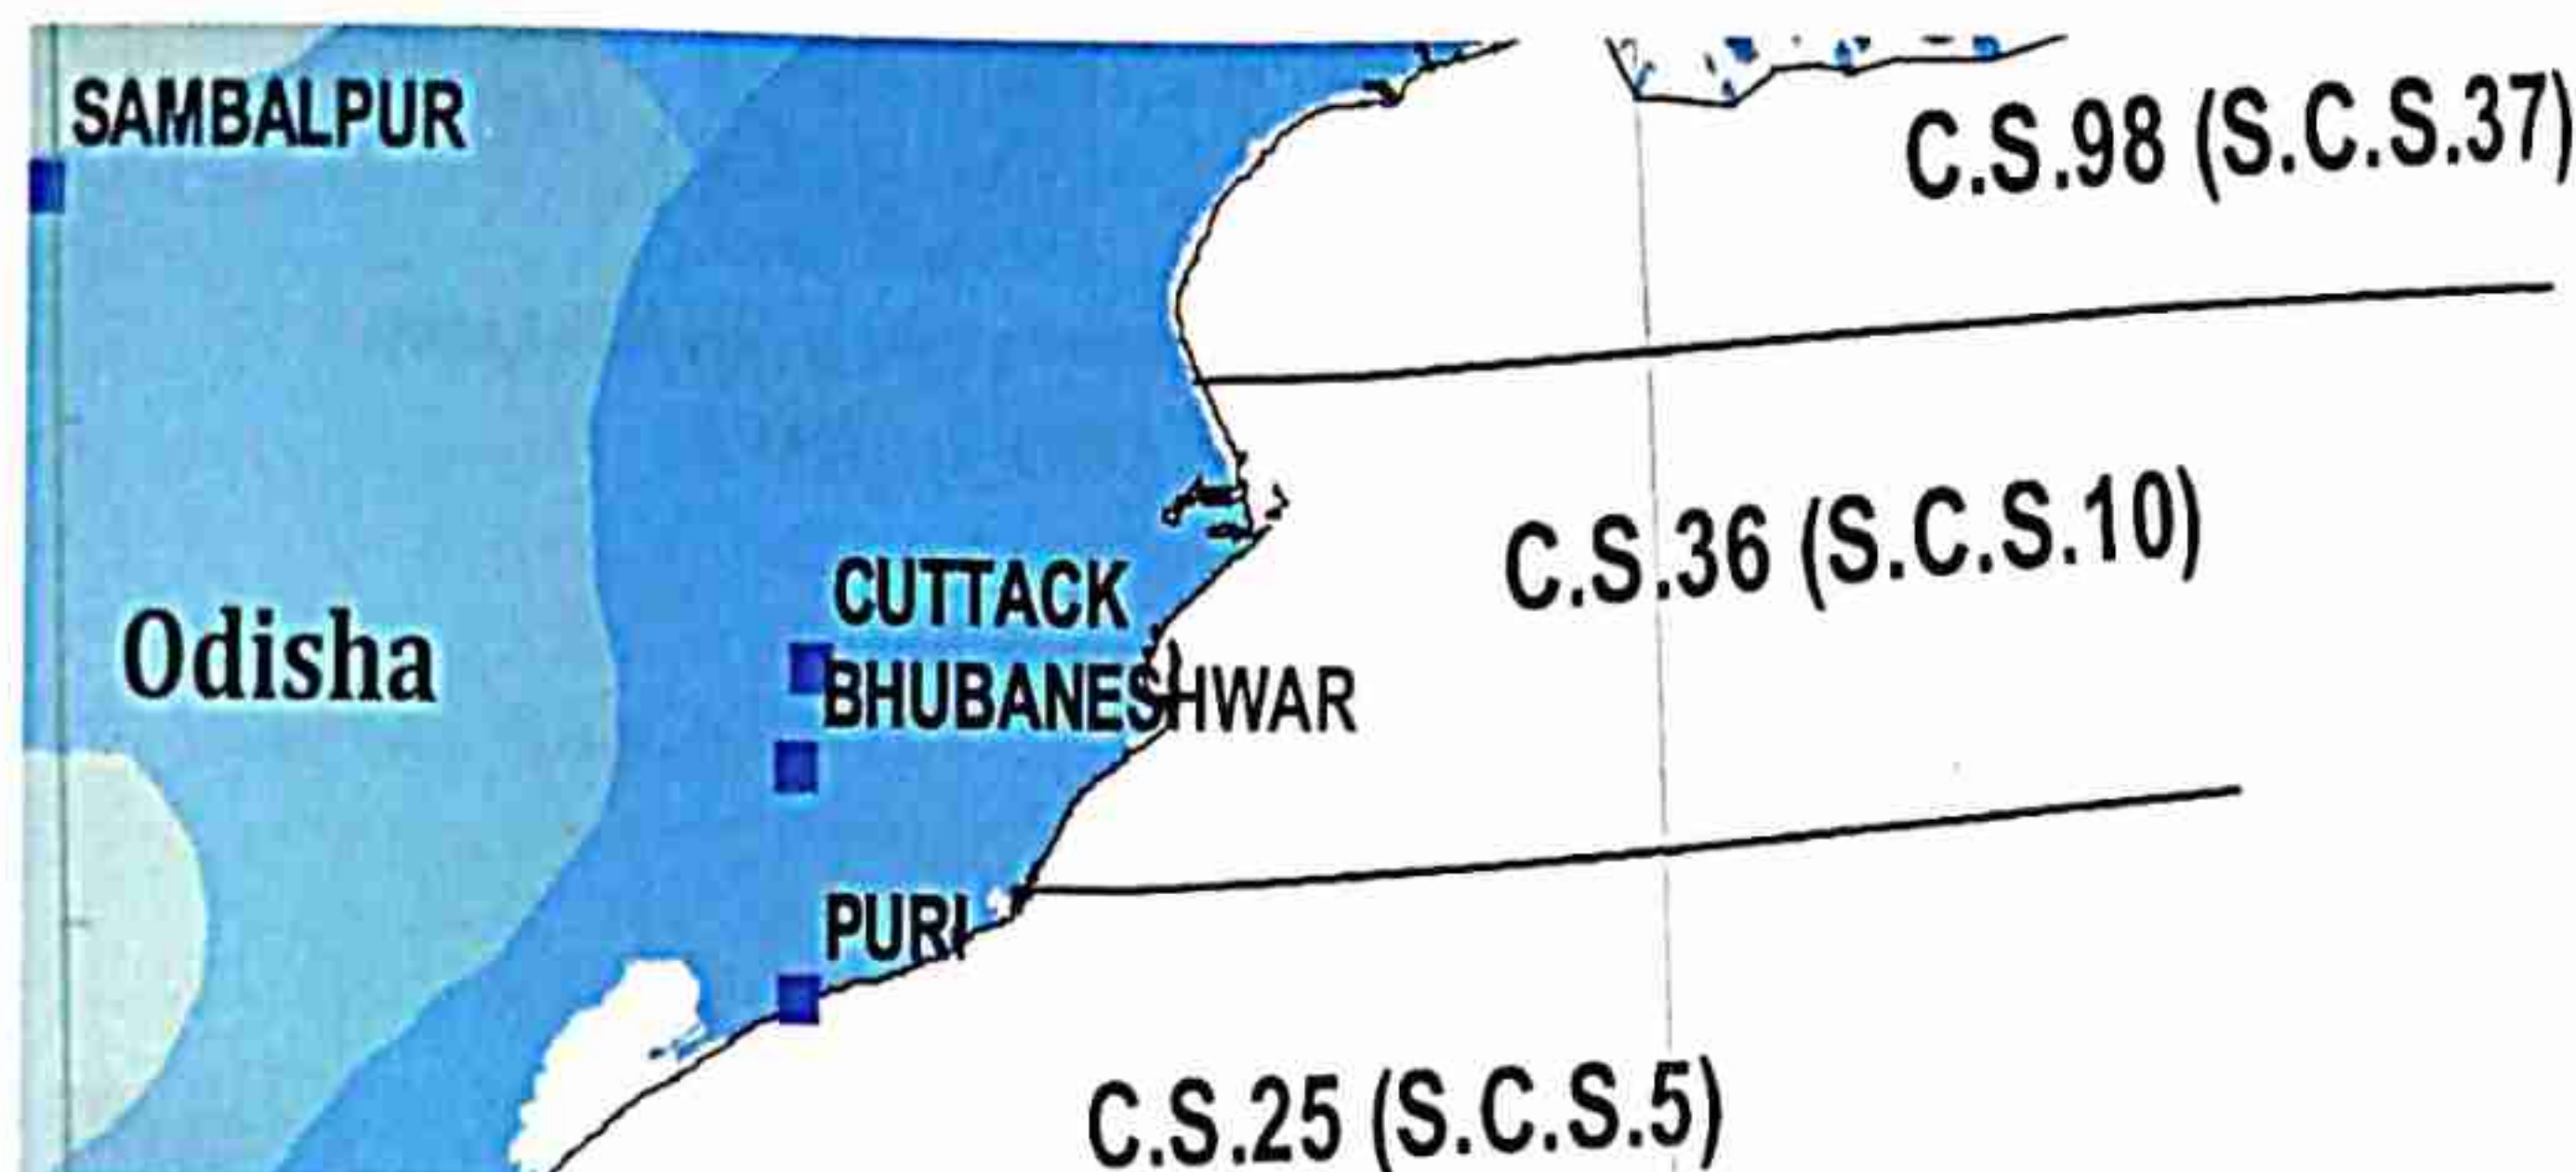 SAMBALPUR
C.S.98 (S.C.S.37)
C.S.36 (S.C.S.10)
CUTTACK
Odisha
BHUBANESHWAR
PURI
C.S.25 (S.C.S.5)